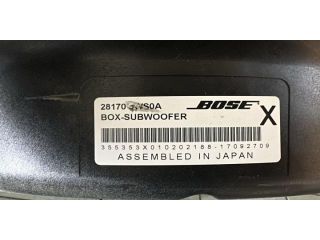 28170 BOSE
BOX-SUBWOOFER X
355353X010202188-17092709
ASSEMBLED IN JAPAN